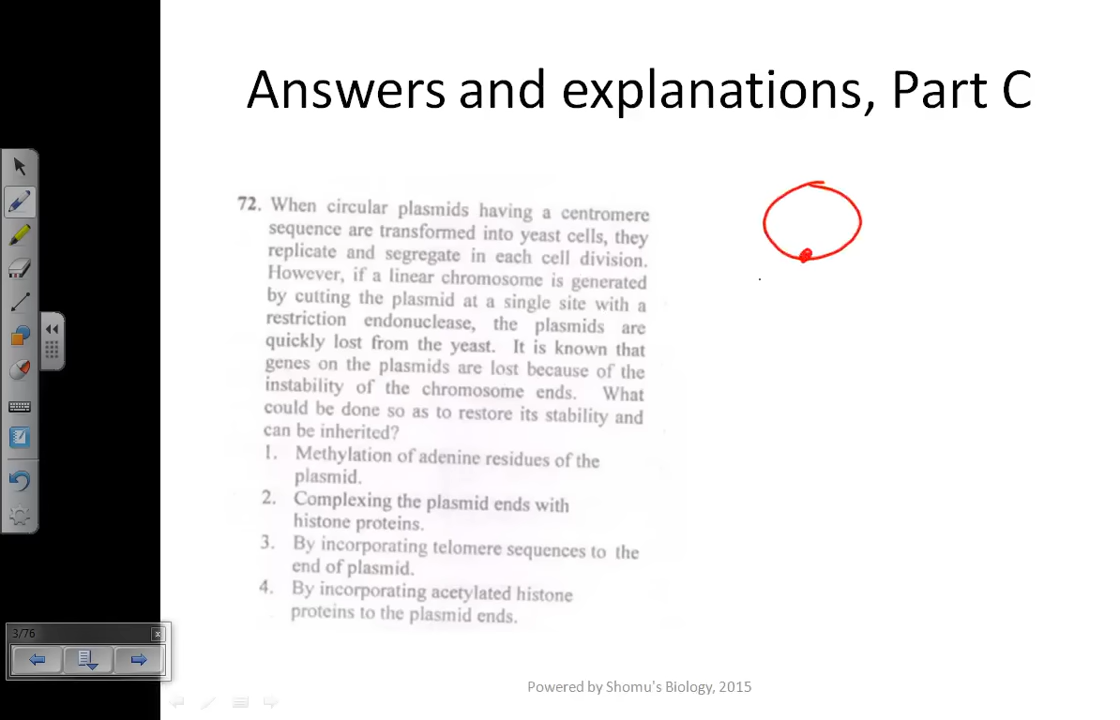 Answers and explanations, Part C
72. When circular plasmids having a centromere
sequence are transformed into yeast cells, they
replicate and segregate in each cell division.
However, if a linear chromosome is generated
by cutting the plasmid at a single site with a
restriction endonuclease, the plasmids are
quickly lost from the yeast. It is known that
genes on the plasmids are lost because of the
instability of the chromosome ends. What
could be done so as to restore its stability and
can be inherited?
1. Methylation of adenine residues of the
plasmid.
2. Complexing the plasmid ends with
histone proteins.
3. By incorporating telomere sequences to the
end of plasmid.
4. By incorporating acetylated histone
proteins to the plasmid ends.
3/76
x
Powered by Shomu's Biology, 2015